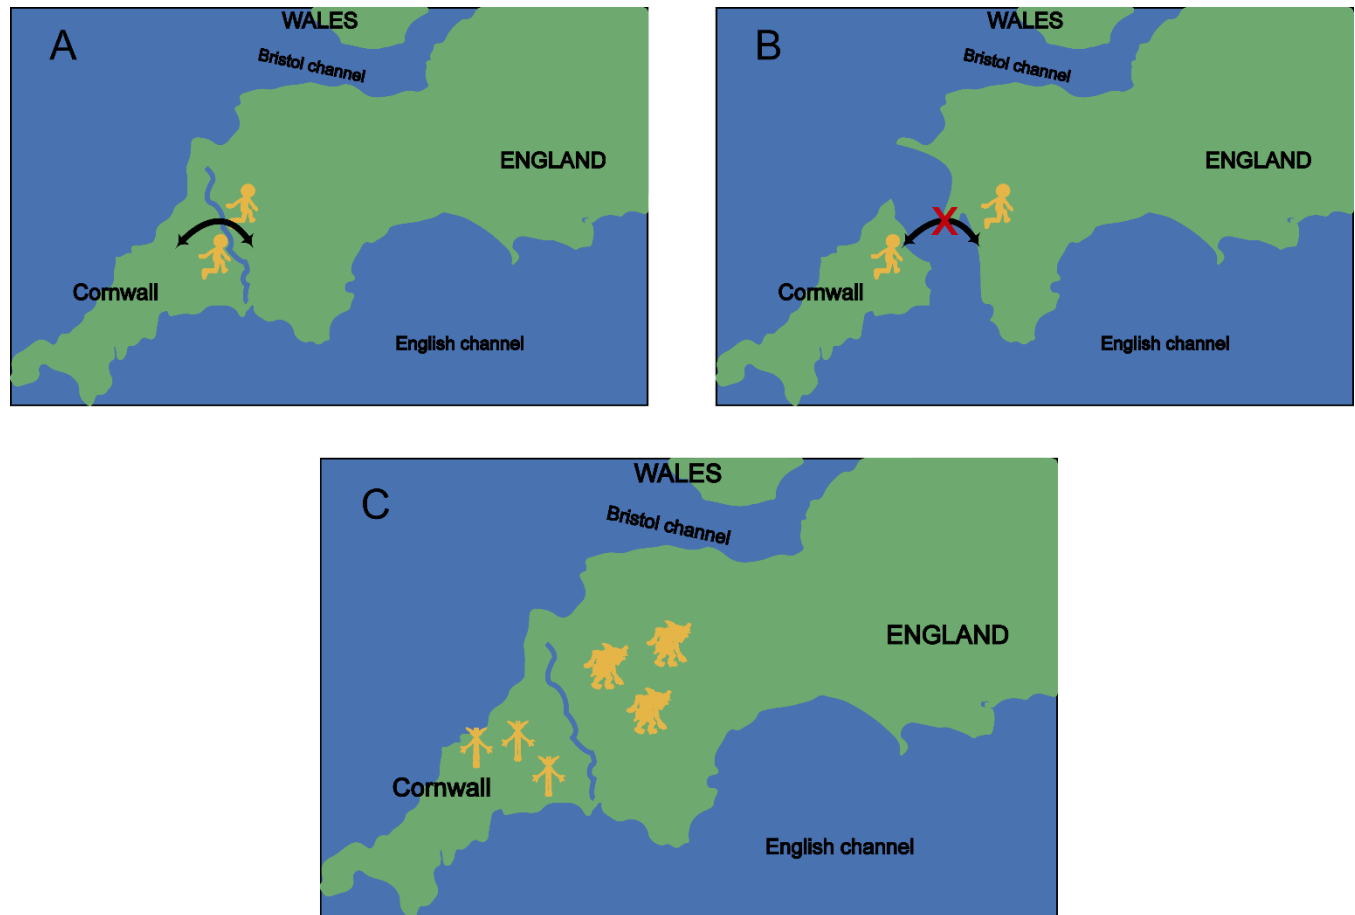 A
WALES
Bristol channel
ENGLAND
Cornwall
English channel
B
WALES
Bristol channel
ENGLAND
X
Cornwall
English channel
C
WALES
Bristol channel
ENGLAND
Cornwall
English channel